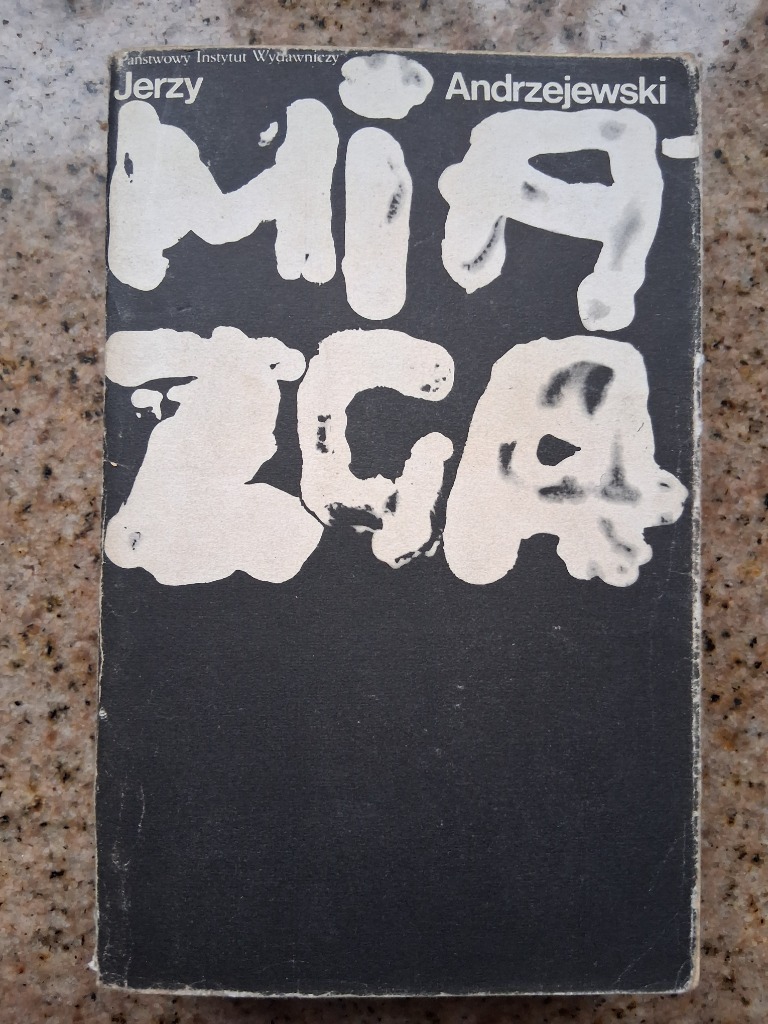 Państwowy Instytut Wydawniczy
Jerzy Andrzejewski
MiA
ZGA